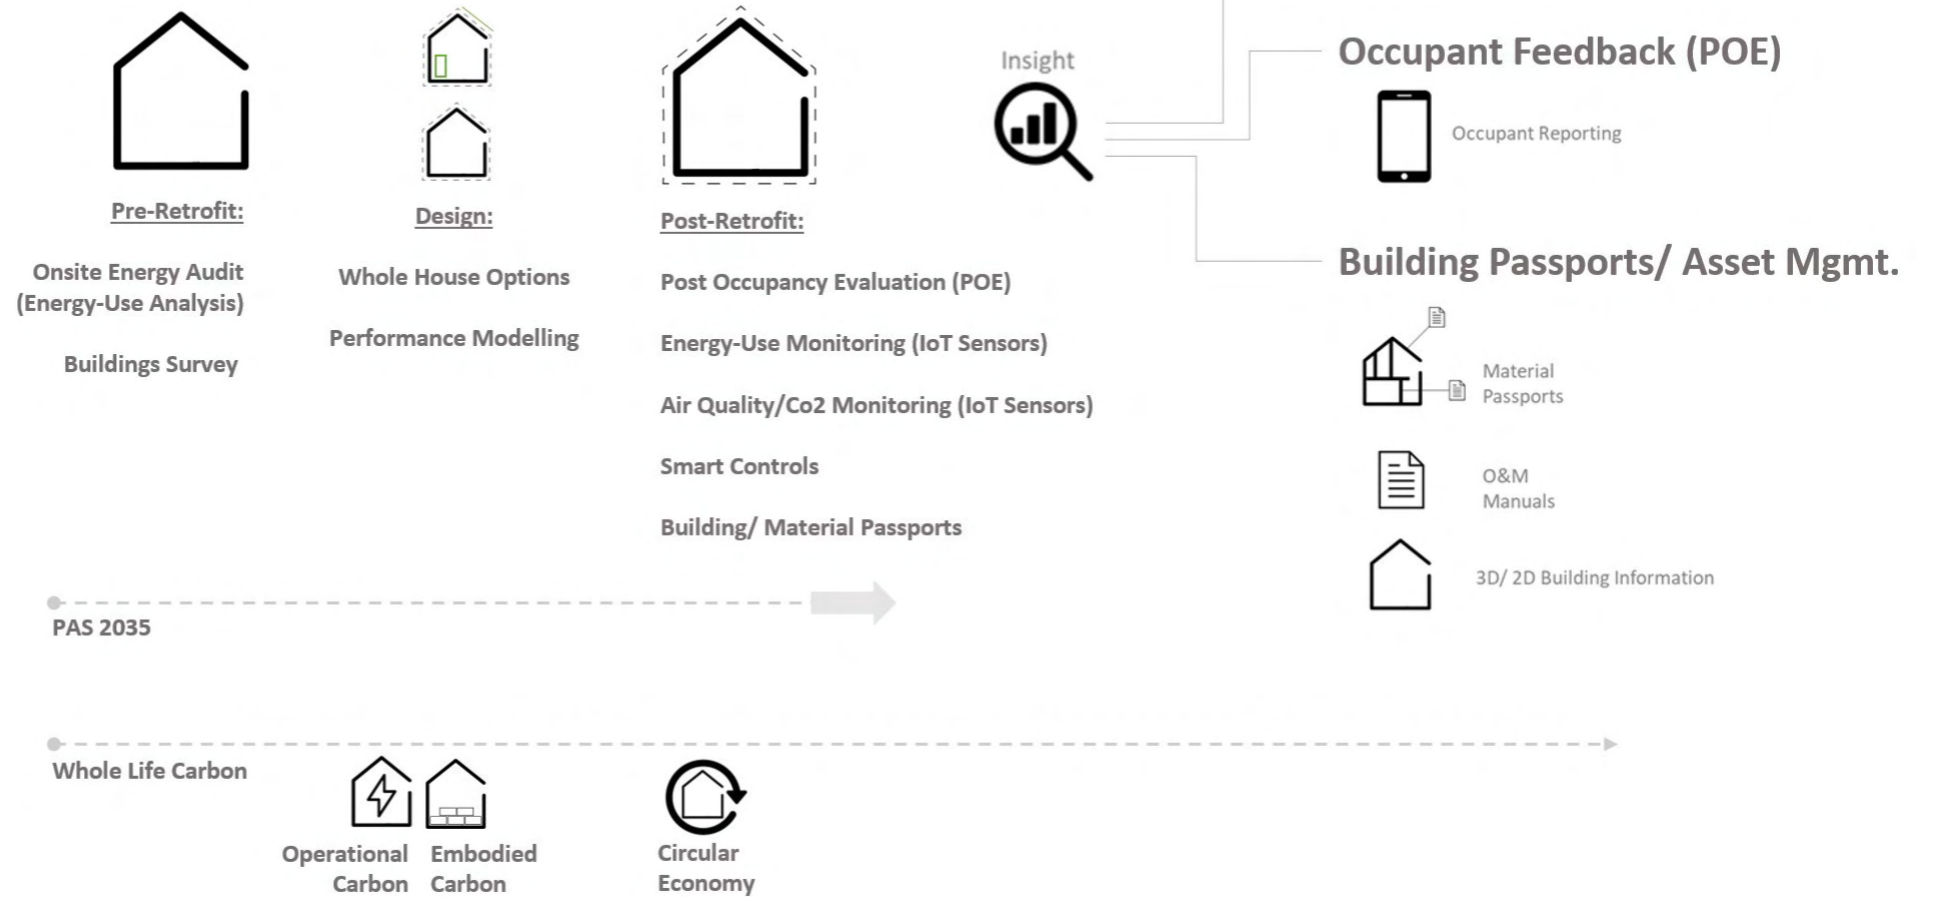 Pre-Retrofit:
Onsite Energy Audit
(Energy-Use Analysis)
Buildings Survey
Design:
Whole House Options
Performance Modelling
Post-Retrofit:
Post Occupancy Evaluation (POE)
Energy-Use Monitoring (IoT Sensors)
Air Quality/Co2 Monitoring (IoT Sensors)
Smart Controls
Building/ Material Passports
Insight
Occupant Feedback (POE)
Occupant Reporting
Building Passports/ Asset Mgmt.
Material
Passports
O&M
Manuals
3D/ 2D Building Information
PAS 2035
Whole Life Carbon
Operational
Carbon
Embodied
Carbon
Circular
Economy